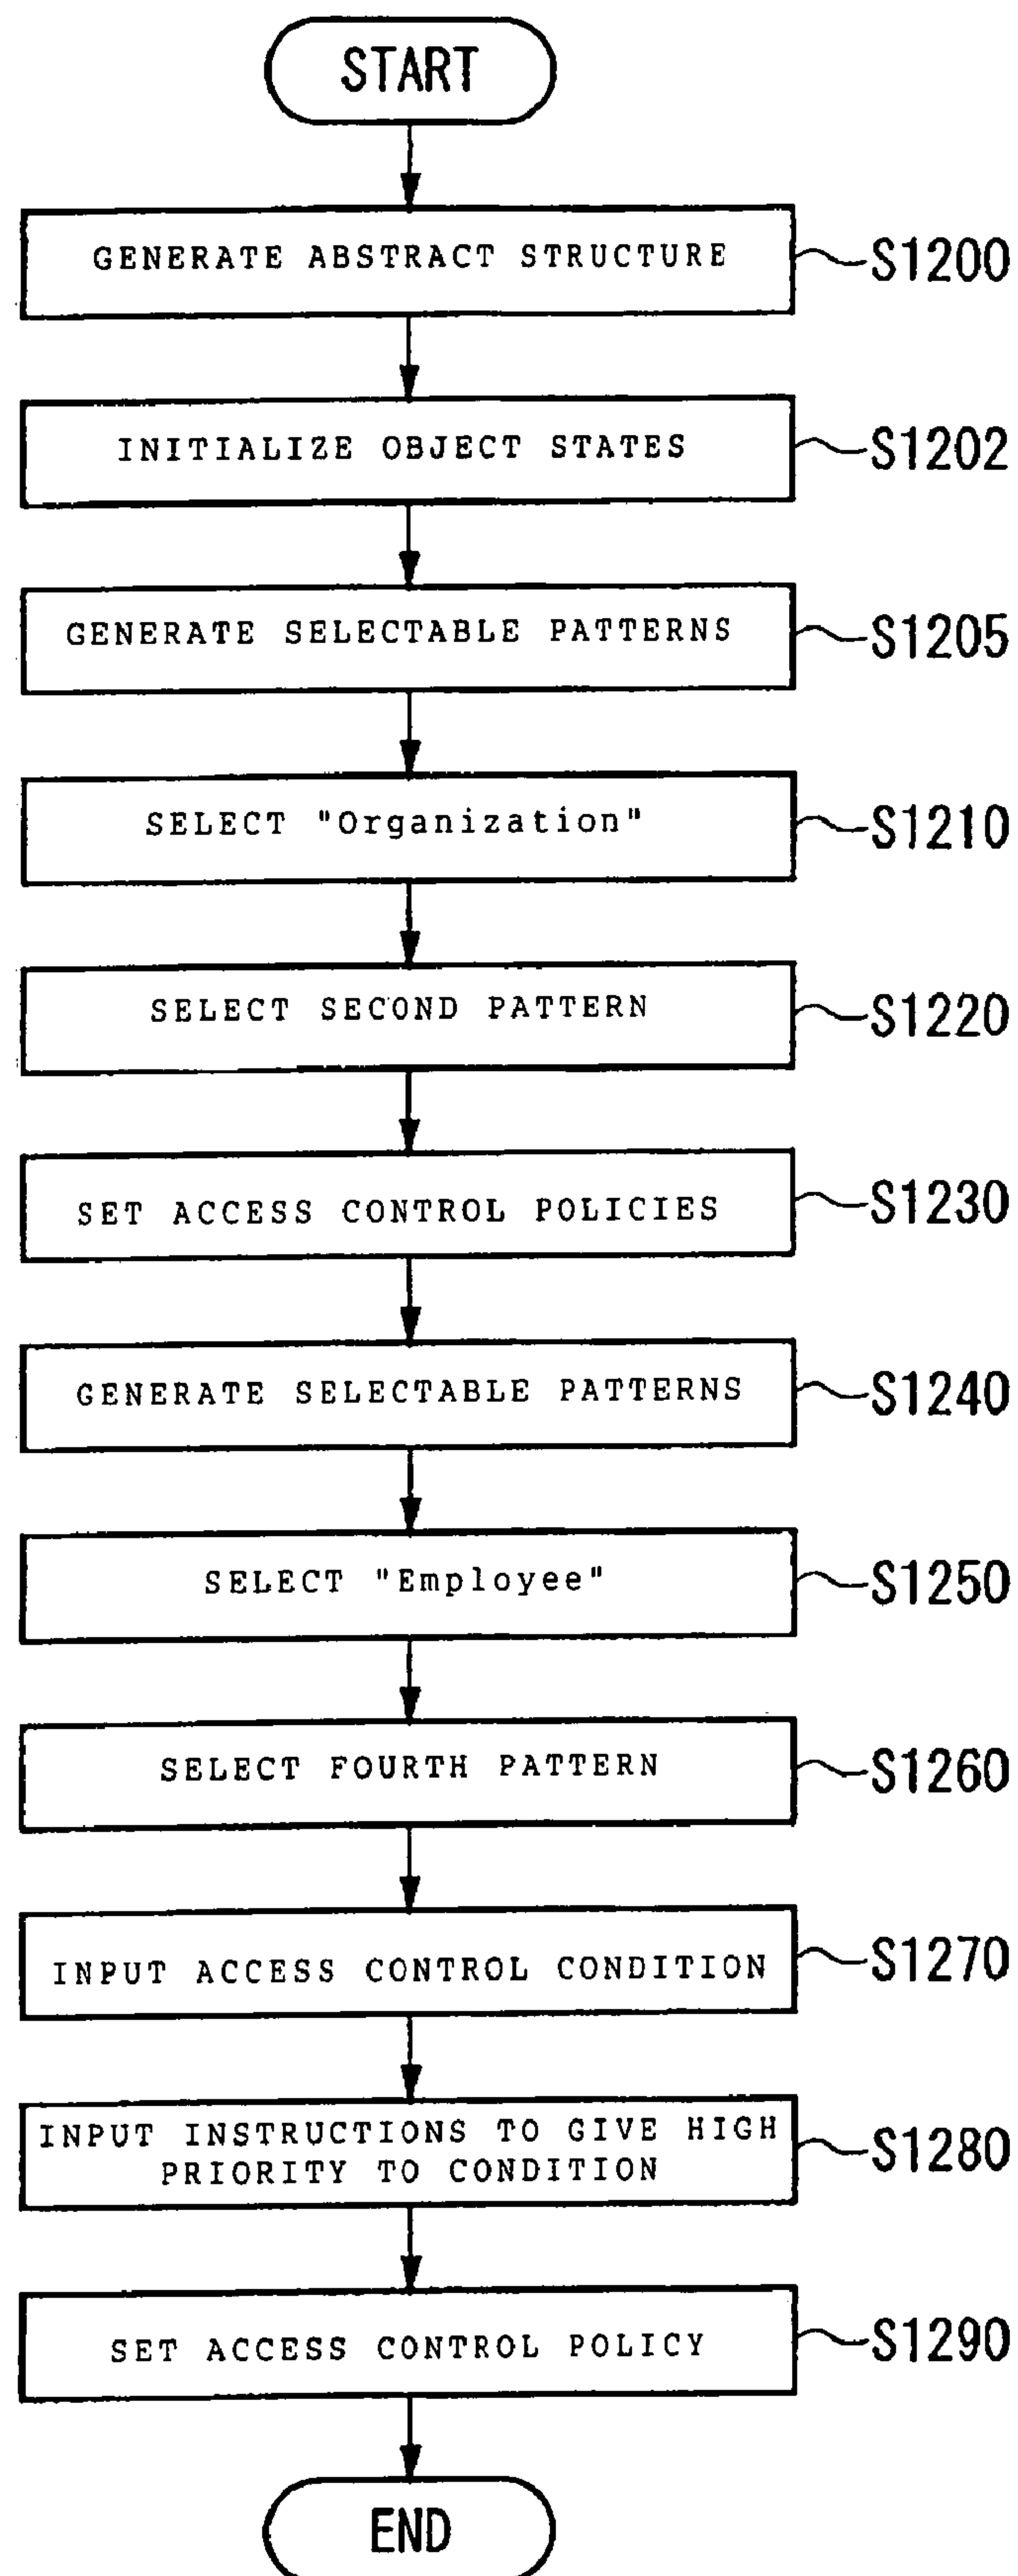 START
GENERATE ABSTRACT STRUCTURE
S1200
INITIALIZE OBJECT STATES
S1202
GENERATE SELECTABLE PATTERNS
S1205
SELECT "Organization"
S1210
SELECT SECOND PATTERN
S1220
SET ACCESS CONTROL POLICIES
S1230
GENERATE SELECTABLE PATTERNS
S1240
SELECT "Employee"
S1250
SELECT FOURTH PATTERN
S1260
INPUT ACCESS CONTROL CONDITION
S1270
INPUT INSTRUCTIONS TO GIVE HIGH
PRIORITY TO CONDITION
S1280
SET ACCESS CONTROL POLICY
S1290
END